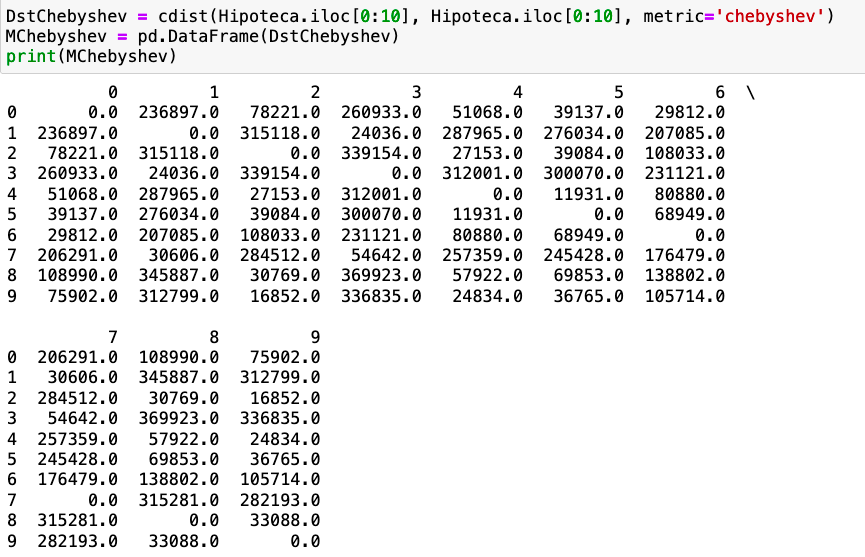 DstChebyshev = cdist(Hipoteca.iloc[0:10], Hipoteca.iloc[0:10], metric='chebyshev')
MChebyshev = pd.DataFrame(DstChebyshev)
print(MChebyshev)
          0         1         2         3         4         5         6  \
0       0.0  236897.0   78221.0  260933.0   51068.0   39137.0   29812.0
1  236897.0       0.0  315118.0   24036.0  287965.0  276034.0  207085.0
2   78221.0  315118.0       0.0  339154.0   27153.0   39084.0  108033.0
3  260933.0   24036.0  339154.0       0.0  312001.0  300070.0  231121.0
4   51068.0  287965.0   27153.0  312001.0       0.0   11931.0   80880.0
5   39137.0  276034.0   39084.0  300070.0   11931.0       0.0   68949.0
6   29812.0  207085.0  108033.0  231121.0   80880.0   68949.0       0.0
7  206291.0   30606.0  284512.0   54642.0  257359.0  245428.0  176479.0
8  108990.0  345887.0   30769.0  369923.0   57922.0   69853.0  138802.0
9   75902.0  312799.0   16852.0  336835.0   24834.0   36765.0  105714.0
          7         8         9
0  206291.0  108990.0   75902.0
1   30606.0  345887.0  312799.0
2  284512.0   30769.0   16852.0
3   54642.0  369923.0  336835.0
4  257359.0   57922.0   24834.0
5  245428.0   69853.0   36765.0
6  176479.0  138802.0  105714.0
7       0.0  315281.0  282193.0
8  315281.0       0.0   33088.0
9  282193.0   33088.0       0.0